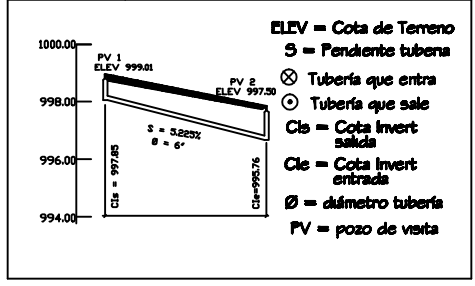 1000.00
998.00
996.00
994.00
PV 1
ELEV 999.01
PV 2
ELEV 997.50
S = 5.225%
Ø = 6"
CIs = 997.85
CIe=995.76
ELEV = Cota de Terreno
S = Pendiente tuberia
Tubería que entra
Tubería que sale
CIs = Cota Invert
salida
CIe = Cota Invert
entrada
Ø = diámetro tubería
PV = pozo de visita